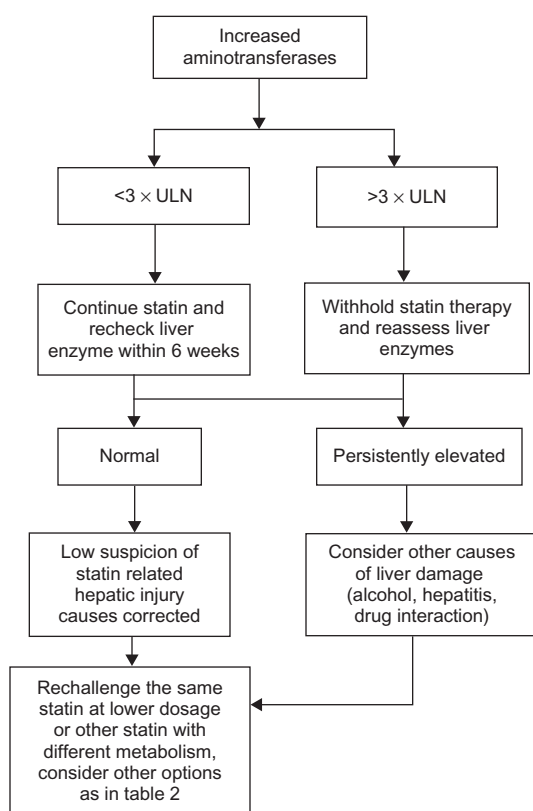 Increased
aminotransferases
<3 × ULN
>3 × ULN
Continue statin and
recheck liver
enzyme within 6 weeks
Withhold statin therapy
and reassess liver
enzymes
Normal
Persistently elevated
Low suspicion of
statin related
hepatic injury
causes corrected
Consider other causes
of liver damage
(alcohol, hepatitis,
drug interaction)
Rechallenge the same
statin at lower dosage
or other statin with
different metabolism,
consider other options
as in table 2